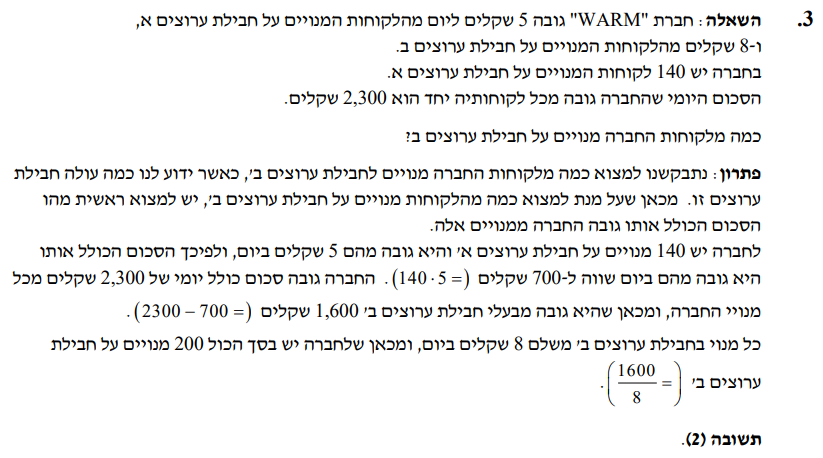 3. השאלה: חברת "WARM" גובה 5 שקלים ליום מהלקוחות המנויים על חבילת ערוצים א,
ו-8 שקלים מהלקוחות המנויים על חבילת ערוצים ב.
בחברה יש 140 לקוחות המנויים על חבילת ערוצים א.
הסכום היומי שהחברה גובה מכל לקוחותיה יחד הוא 2,300 שקלים.
כמה מלקוחות החברה מנויים על חבילת ערוצים ב?
פתרון: נתבקשנו למצוא כמה מלקוחות החברה מנויים לחבילת ערוצים ב׳, כאשר ידוע לנו כמה עולה חבילת
ערוצים זו. מכאן שעל מנת למצוא כמה מהלקוחות מנויים על חבילת ערוצים ב׳, יש למצוא ראשית מהו
הסכום הכולל אותו גובה החברה ממנויים אלה.
לחברה יש 140 מנויים על חבילת ערוצים א׳ והיא גובה מהם 5 שקלים ביום, ולפיכך הסכום הכולל אותו
היא גובה מהם ביום שווה ל-700 שקלים (= 5 · 140). החברה גובה סכום כולל יומי של 2,300 שקלים מכל
מנויי החברה, ומכאן שהיא גובה מבעלי חבילת ערוצים ב׳ 1,600 שקלים (= 700 – 2300).
כל מנוי בחבילת ערוצים ב׳ משלם 8 שקלים ביום, ומכאן שלחברה יש בסך הכול 200 מנויים על חבילת
ערוצים ב׳ (= 1600/8).
תשובה (2).